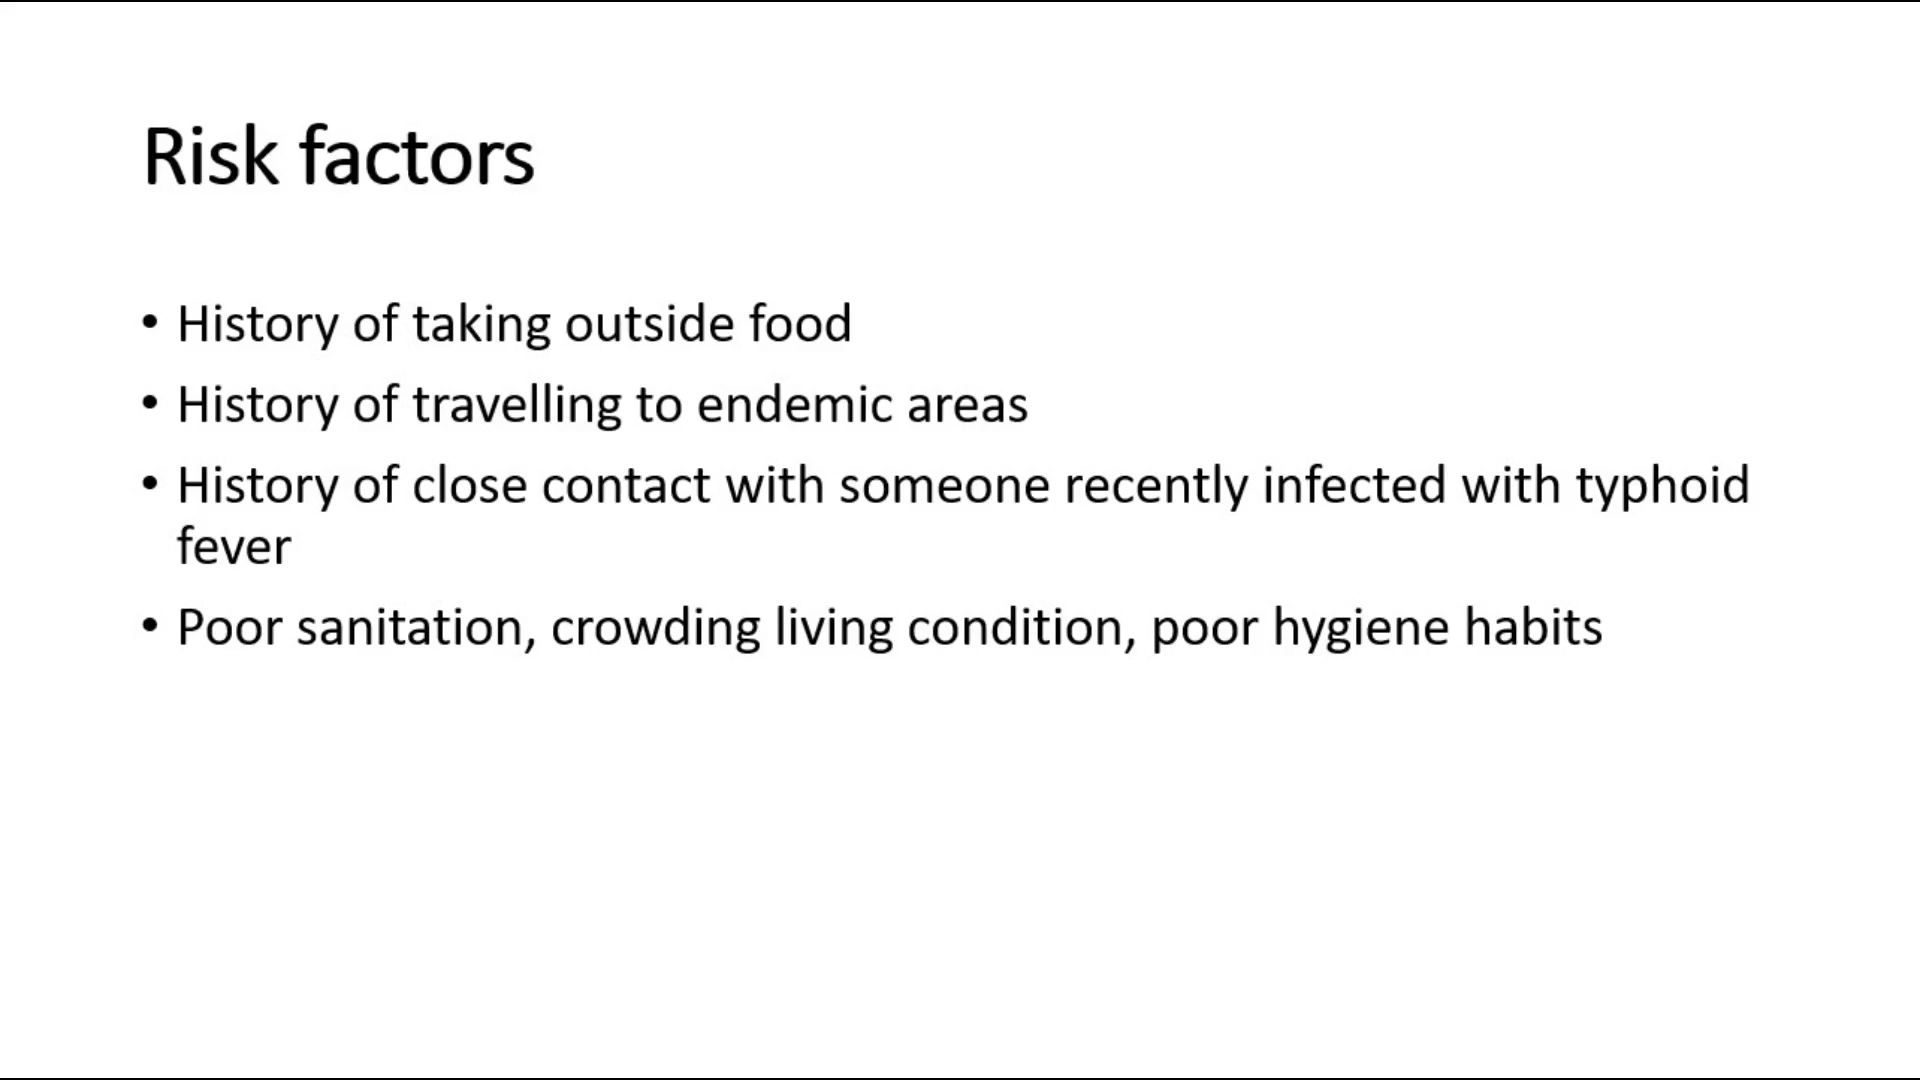 Risk factors
• History of taking outside food
• History of travelling to endemic areas
• History of close contact with someone recently infected with typhoid
fever
• Poor sanitation, crowding living condition, poor hygiene habits